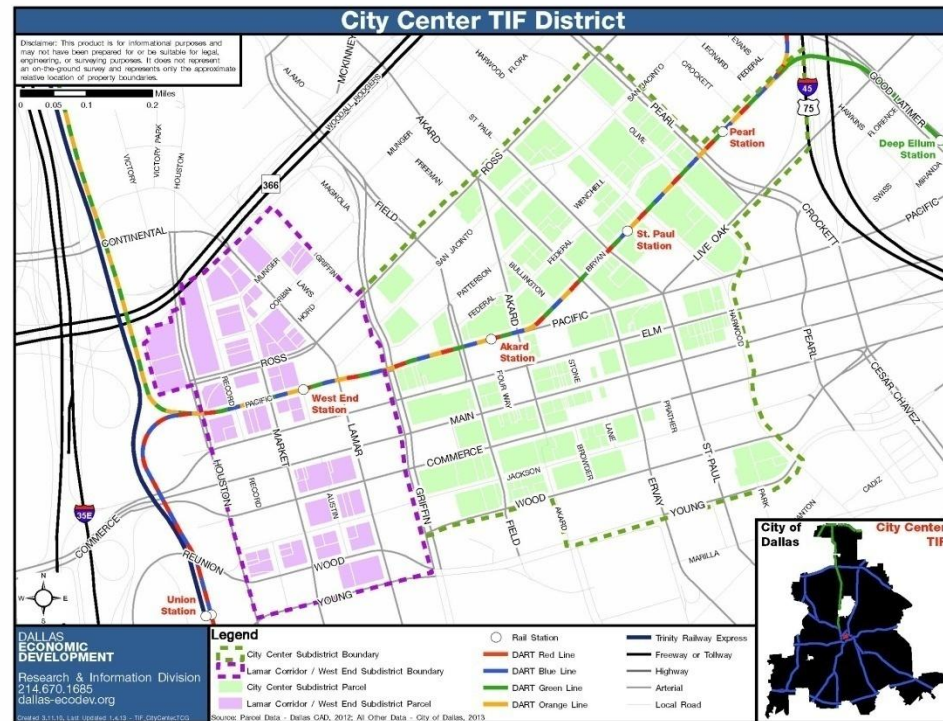 City Center TIF District
Disclaimer: This product is for informational purposes and
may not have been prepared for or be suitable for legal,
engineering, or surveying purposes. It does not represent
an on-the-ground survey and represents only the approximate
relative location of property boundaries.
Miles
0 0.05 0.1 0.2
VICTORY
VICTORY PARK
HOUSTON
ALAMO
MCKINNEY
WOODALL RODGERS
HARWOOD
FLORA
ST. PAUL
AKARD
MUNGER
FREEMAN
ROSS
SAN JACINTO
CROCKETT
LEONARD
EVANS
FEDERAL
PEARL
OLIVE
Pearl
Station
45
75
GOOD LATIMER
HAWKINS
FLORENCE
Deep Ellum
Station
SWISS
MIRANDA
PACIFIC
CROCKETT
366
MAGNOLIA
FIELD
WENCHELL
St. Paul
Station
LIVE OAK
CONTINENTAL
MUNGER
GRIFFIN
CORBIN
LAWS
HORD
SAN JACINTO
PATTERSON
FEDERAL
BULLINGTON
FEDERAL
BRYAN
AKARD
PACIFIC
ELM
HARWOOD
PEARL
Akard
Station
ROSS
RECORD
PACIFIC
West End
Station
FOUR WAY
STONE
CESAR CHAVEZ
MAIN
COMMERCE
MARKET
LAMAR
HOUSTON
RECORD
AUSTIN
JACKSON
BROWDER
LANE
PRATHER
ST. PAUL
ERVAY
WOOD
GRIFFIN
FIELD
AKARD
YOUNG
PARK
CADIZ
MARILLA
35E
COMMERCE
REUNION
WOOD
YOUNG
Union
Station
N
W E
S
City of
Dallas
City Center
TIF
DALLAS
ECONOMIC
DEVELOPMENT
Research & Information Division
214.670.1685
dallas-ecodev.org
Legend
City Center Subdistrict Boundary
Lamar Corridor / West End Subdistrict Boundary
City Center Subdistrict Parcel
Lamar Corridor / West End Subdistrict Parcel
Rail Station
DART Red Line
DART Blue Line
DART Green Line
DART Orange Line
Trinity Railway Express
Freeway or Tollway
Highway
Arterial
Local Road
Source: Parcel Data - Dallas CAD, 2012; All Other Data - City of Dallas, 2013